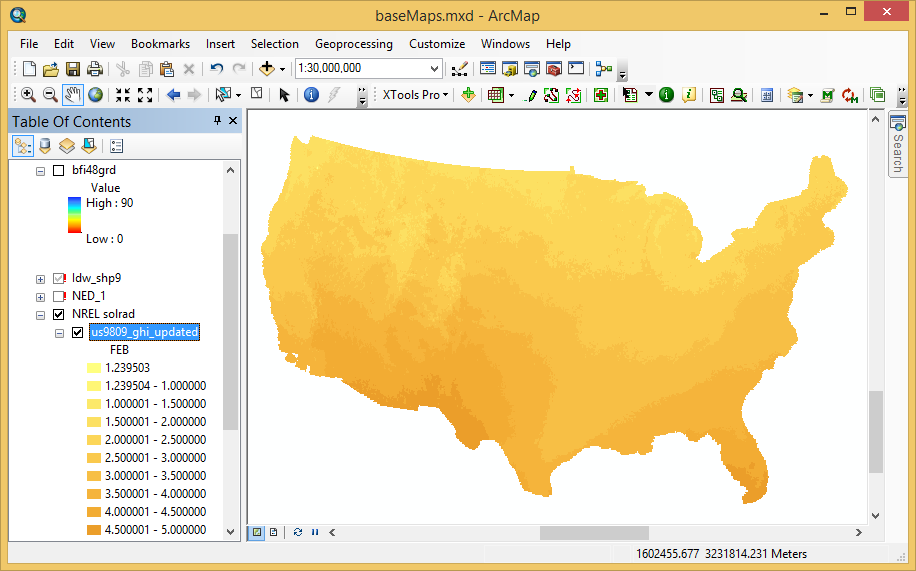 baseMaps.mxd - ArcMap
File Edit View Bookmarks Insert Selection Geoprocessing Customize Windows Help
1:30,000,000
XTools Pro
Table Of Contents
Search
bfi48grd
Value
High : 90
Low : 0
ldw_shp9
NED_1
NREL solrad
us9809_ghi_updated
FEB
1.239503
1.239504 - 1.000000
1.000001 - 1.500000
1.500001 - 2.000000
2.000001 - 2.500000
2.500001 - 3.000000
3.000001 - 3.500000
3.500001 - 4.000000
4.000001 - 4.500000
4.500001 - 5.000000
1602455.677 3231814.231 Meters